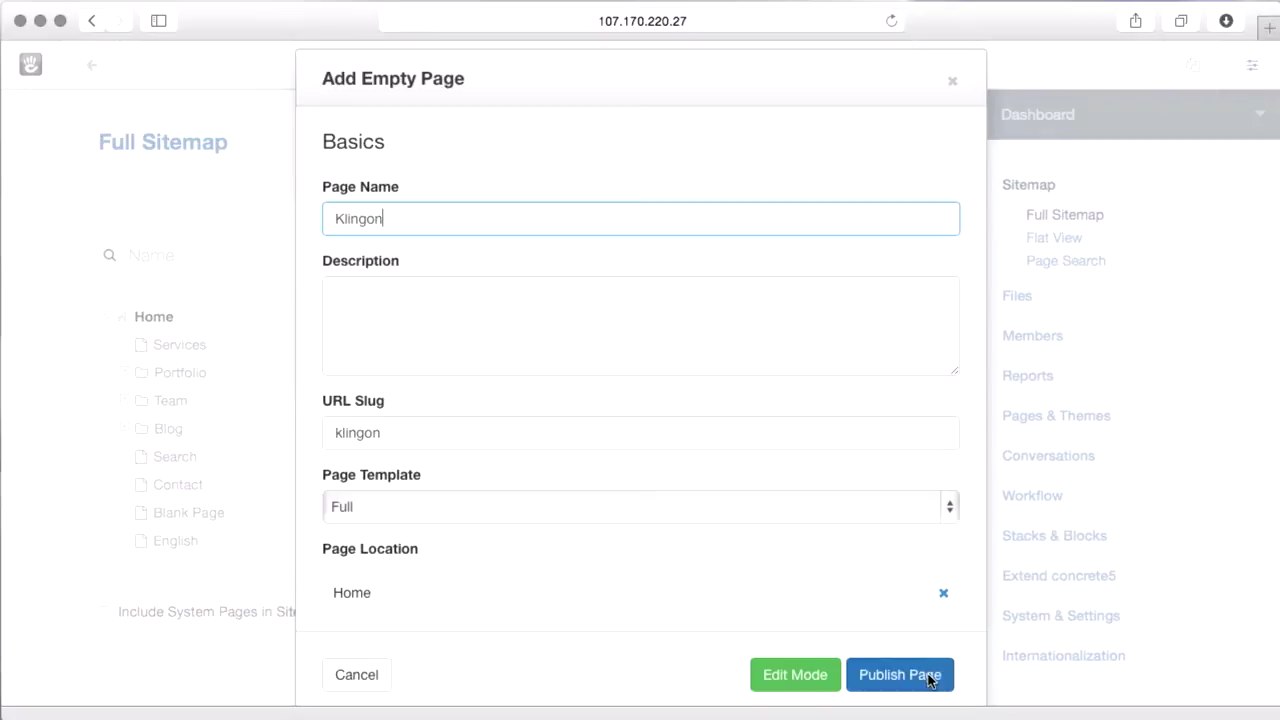 107.170.220.27
Add Empty Page
Dashboard
Full Sitemap
Basics
Page Name
Sitemap
Klingon
Full Sitemap
Flat View
Name
Description
Page Search
Files
Home
Members
Services
Portfolio
Reports
Team
URL Slug
Pages & Themes
Blog
klingon
Search
Conversations
Page Template
Contact
Workflow
Full
Blank Page
Stacks & Blocks
English
Page Location
Extend concrete5
Home
Include System Pages in Sit
System & Settings
Internationalization
Cancel
Edit Mode
Publish Page